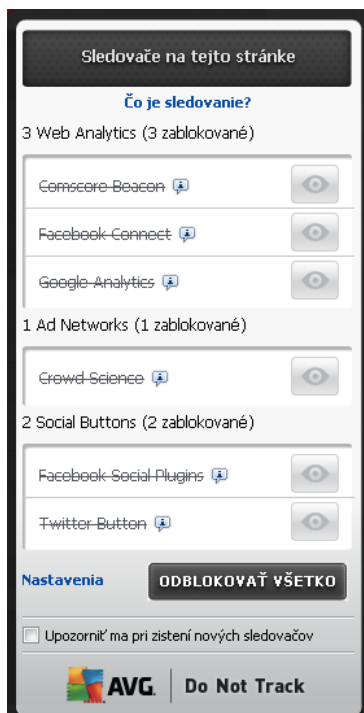 Sledovače na tejto stránke
Čo je sledovanie?
3 Web Analytics (3 zablokované)
Comscore Beacon
Facebook Connect
Google Analytics
1 Ad Networks (1 zablokované)
Crowd Science
2 Social Buttons (2 zablokované)
Facebook Social Plugins
Twitter Button
Nastavenia
ODBLOKOVAŤ VŠETKO
Upozorniť ma pri zistení nových sledovačov
AVG. Do Not Track